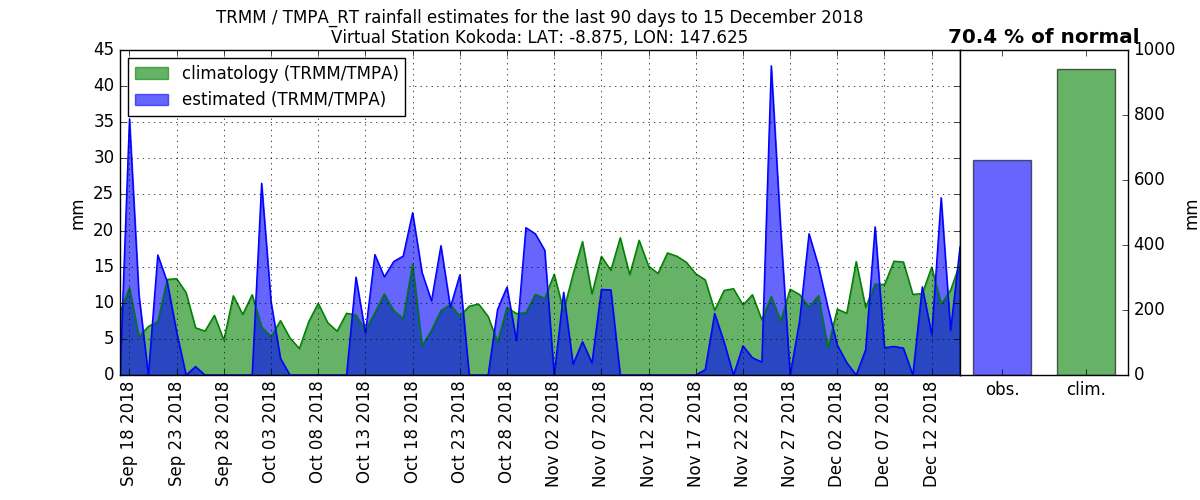 TRMM / TMPA_RT rainfall estimates for the last 90 days to 15 December 2018
Virtual Station Kokoda: LAT: -8.875, LON: 147.625
70.4 % of normal
climatology (TRMM/TMPA)
estimated (TRMM/TMPA)
45
40
35
30
25
20
15
10
5
0
mm
Sep 18 2018
Sep 23 2018
Sep 28 2018
Oct 03 2018
Oct 08 2018
Oct 13 2018
Oct 18 2018
Oct 23 2018
Oct 28 2018
Nov 02 2018
Nov 07 2018
Nov 12 2018
Nov 17 2018
Nov 22 2018
Nov 27 2018
Dec 02 2018
Dec 07 2018
Dec 12 2018
1000
800
600
400
200
0
mm
obs.
clim.